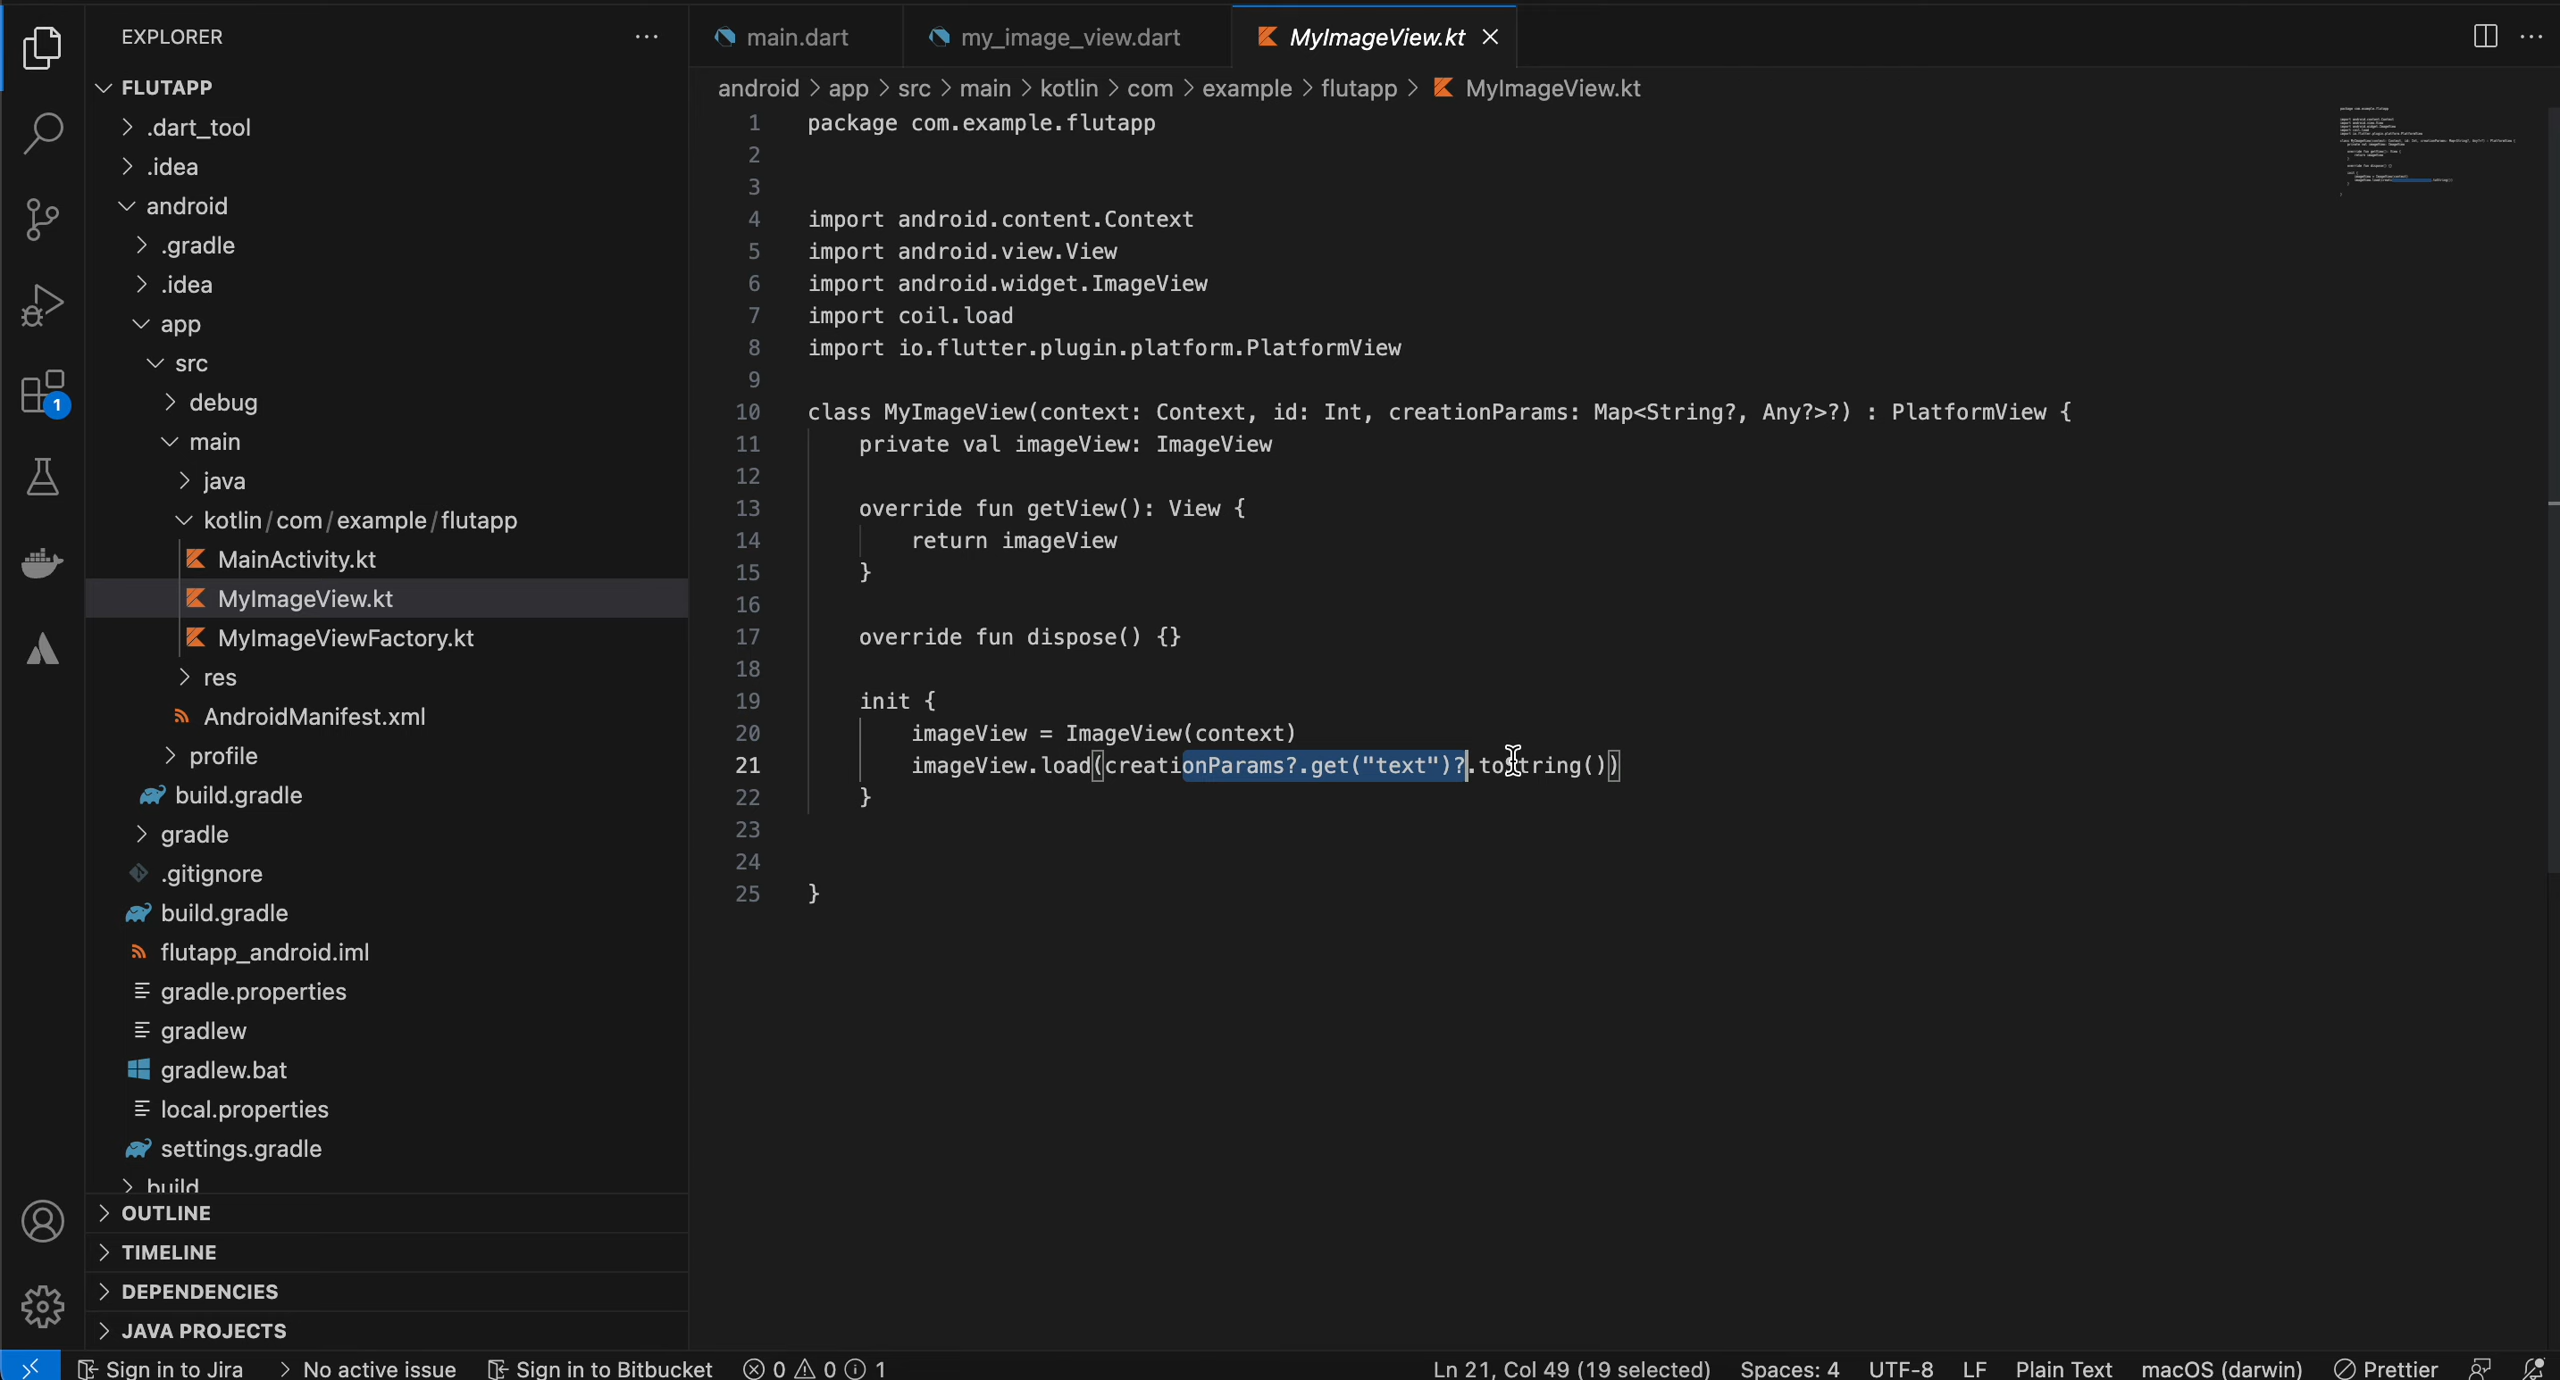 EXPLORER
FLUTAPP
.dart_tool
.idea
android
.gradle
.idea
app
src
debug
main
java
kotlin/com/example/flutapp
MainActivity.kt
MyImageView.kt
MyImageViewFactory.kt
res
AndroidManifest.xml
profile
build.gradle
gradle
.gitignore
build.gradle
flutapp_android.iml
gradle.properties
gradlew
gradlew.bat
local.properties
settings.gradle
build
OUTLINE
TIMELINE
DEPENDENCIES
JAVA PROJECTS
1
main.dart
my_image_view.dart
MyImageView.kt
android > app > src > main > kotlin > com > example > flutapp > MyImageView.kt
1 package com.example.flutapp
2
3
4 import android.content.Context
5 import android.view.View
6 import android.widget.ImageView
7 import coil.load
8 import io.flutter.plugin.platform.PlatformView
9
10 class MyImageView(context: Context, id: Int, creationParams: Map<String?, Any?>?) : PlatformView {
11 private val imageView: ImageView
12
13 override fun getView(): View {
14 return imageView
15 }
16
17 override fun dispose() {}
18
19 init {
20 imageView = ImageView(context)
21 imageView.load(creationParams?.get("text")?.toString())
22 }
23
24
25 }
Sign in to Jira > No active issue Sign in to Bitbucket 0 0 1 Ln 21, Col 49 (19 selected) Spaces: 4 UTF-8 LF Plain Text macOS (darwin) Prettier